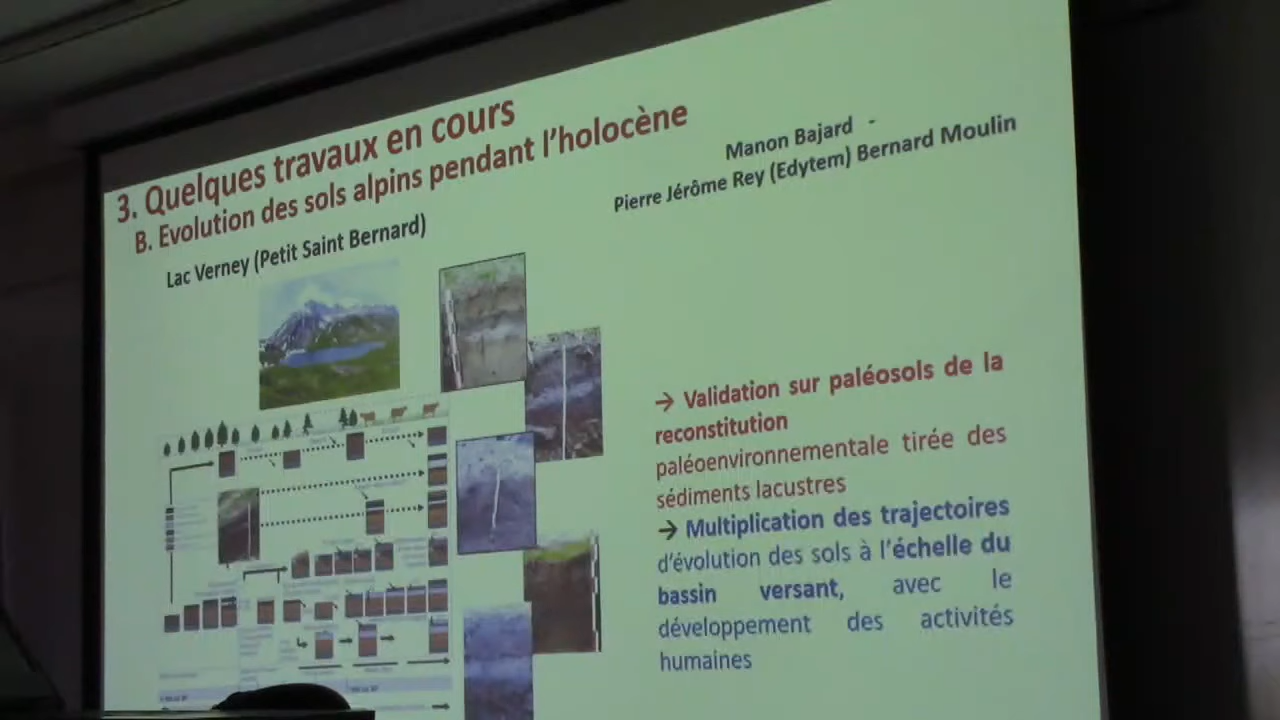 3. Quelques travaux en cours
B. Evolution des sols alpins pendant l'holocène
Manon Bajard -
Pierre Jérôme Rey (Edytem) Bernard Moulin
Lac Verney (Petit Saint Bernard)
→ Validation sur paléosols de la
reconstitution
paléoenvironnementale tirée des
sédiments lacustres
→ Multiplication des trajectoires
d'évolution des sols à l'échelle du
bassin versant, avec le
développement des activités
humaines